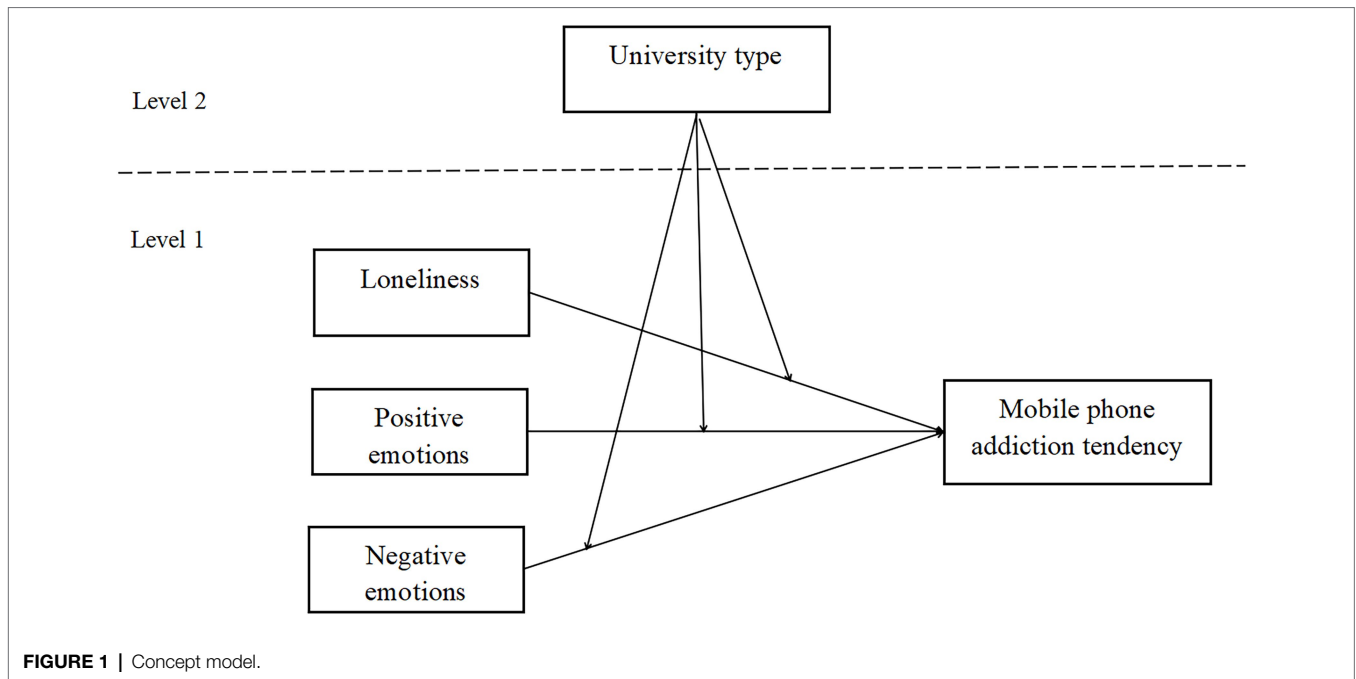 University type
Level 2
Level 1
Loneliness
Positive
emotions
Mobile phone
addiction tendency
Negative
emotions
FIGURE 1 | Concept model.